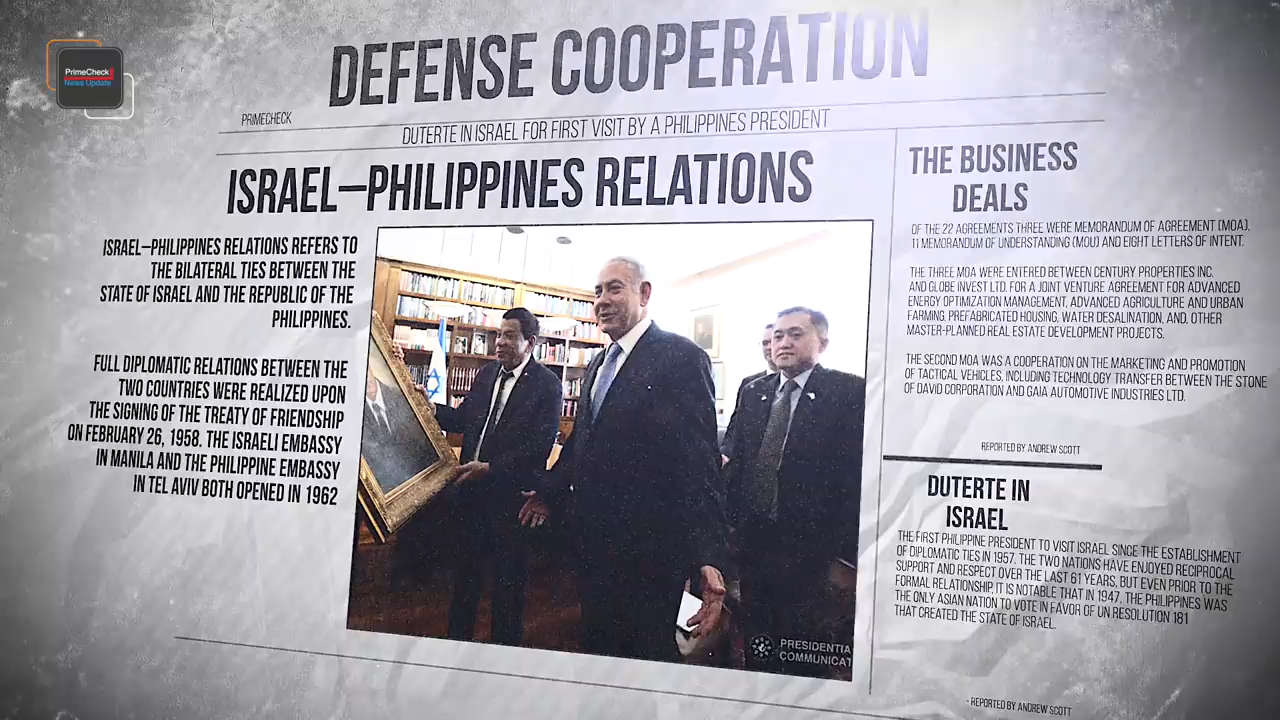 PrimeCheck
News Update
DEFENSE COOPERATION
PRIMECHECK
DUTERTE IN ISRAEL FOR FIRST VISIT BY A PHILIPPINES PRESIDENT
ISRAEL–PHILIPPINES RELATIONS
ISRAEL–PHILIPPINES RELATIONS REFERS TO
THE BILATERAL TIES BETWEEN THE
STATE OF ISRAEL AND THE REPUBLIC OF THE
PHILIPPINES.
FULL DIPLOMATIC RELATIONS BETWEEN THE
TWO COUNTRIES WERE REALIZED UPON
THE SIGNING OF THE TREATY OF FRIENDSHIP
ON FEBRUARY 26, 1958. THE ISRAELI EMBASSY
IN MANILA AND THE PHILIPPINE EMBASSY
IN TEL AVIV BOTH OPENED IN 1962
PRESIDENTIA
COMMUNICAT
THE BUSINESS
DEALS
OF THE 22 AGREEMENTS THREE WERE MEMORANDUM OF AGREEMENT (MOA),
11 MEMORANDUM OF UNDERSTANDING (MOU) AND EIGHT LETTERS OF INTENT.
THE THREE MOA WERE ENTERED BETWEEN CENTURY PROPERTIES INC.
AND GLOBE INVEST LTD. FOR A JOINT VENTURE AGREEMENT FOR ADVANCED
ENERGY OPTIMIZATION MANAGEMENT, ADVANCED AGRICULTURE AND URBAN
FARMING, PREFABRICATED HOUSING, WATER DESALINATION, AND, OTHER
MASTER-PLANNED REAL ESTATE DEVELOPMENT PROJECTS.
THE SECOND MOA WAS A COOPERATION ON THE MARKETING AND PROMOTION
OF TACTICAL VEHICLES, INCLUDING TECHNOLOGY TRANSFER BETWEEN THE STONE
OF DAVID CORPORATION AND GAIA AUTOMOTIVE INDUSTRIES LTD.
REPORTED BY ANDREW SCOTT
DUTERTE IN
ISRAEL
THE FIRST PHILIPPINE PRESIDENT TO VISIT ISRAEL SINCE THE ESTABLISHMENT
OF DIPLOMATIC TIES IN 1957. THE TWO NATIONS HAVE ENJOYED RECIPROCAL
SUPPORT AND RESPECT OVER THE LAST 61 YEARS, BUT EVEN PRIOR TO THE
FORMAL RELATIONSHIP, IT IS NOTABLE THAT IN 1947, THE PHILIPPINES WAS
THE ONLY ASIAN NATION TO VOTE IN FAVOR OF UN RESOLUTION 181
THAT CREATED THE STATE OF ISRAEL.
- REPORTED BY ANDREW SCOTT